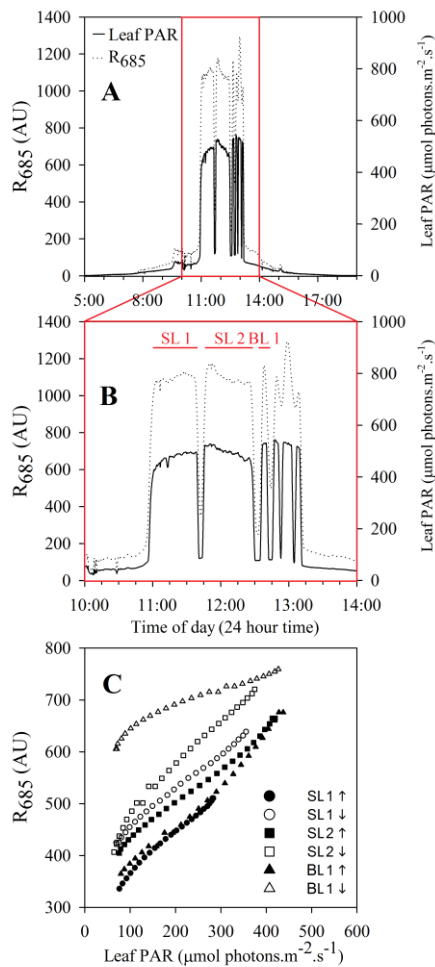 1400
1200
1000
800
600
400
200
0
R685 (AU)
Leaf PAR
R685
A
1000
800
600
400
200
0
Leaf PAR (μmol photons.m-2.s-1)
5:00 8:00 11:00 14:00 17:00
SL 1 SL 2 BL 1
1400
1200
1000
800
600
400
200
0
R685 (AU)
B
1000
800
600
400
200
0
Leaf PAR (μmol photons.m-2.s-1)
10:00 11:00 12:00 13:00 14:00
Time of day (24 hour time)
800
700
600
500
400
300
R685 (AU)
C
SL1↑
SL1↓
SL2↑
SL2↓
BL1↑
BL1↓
0 100 200 300 400 500 600
Leaf PAR (μmol photons.m-2.s-1)